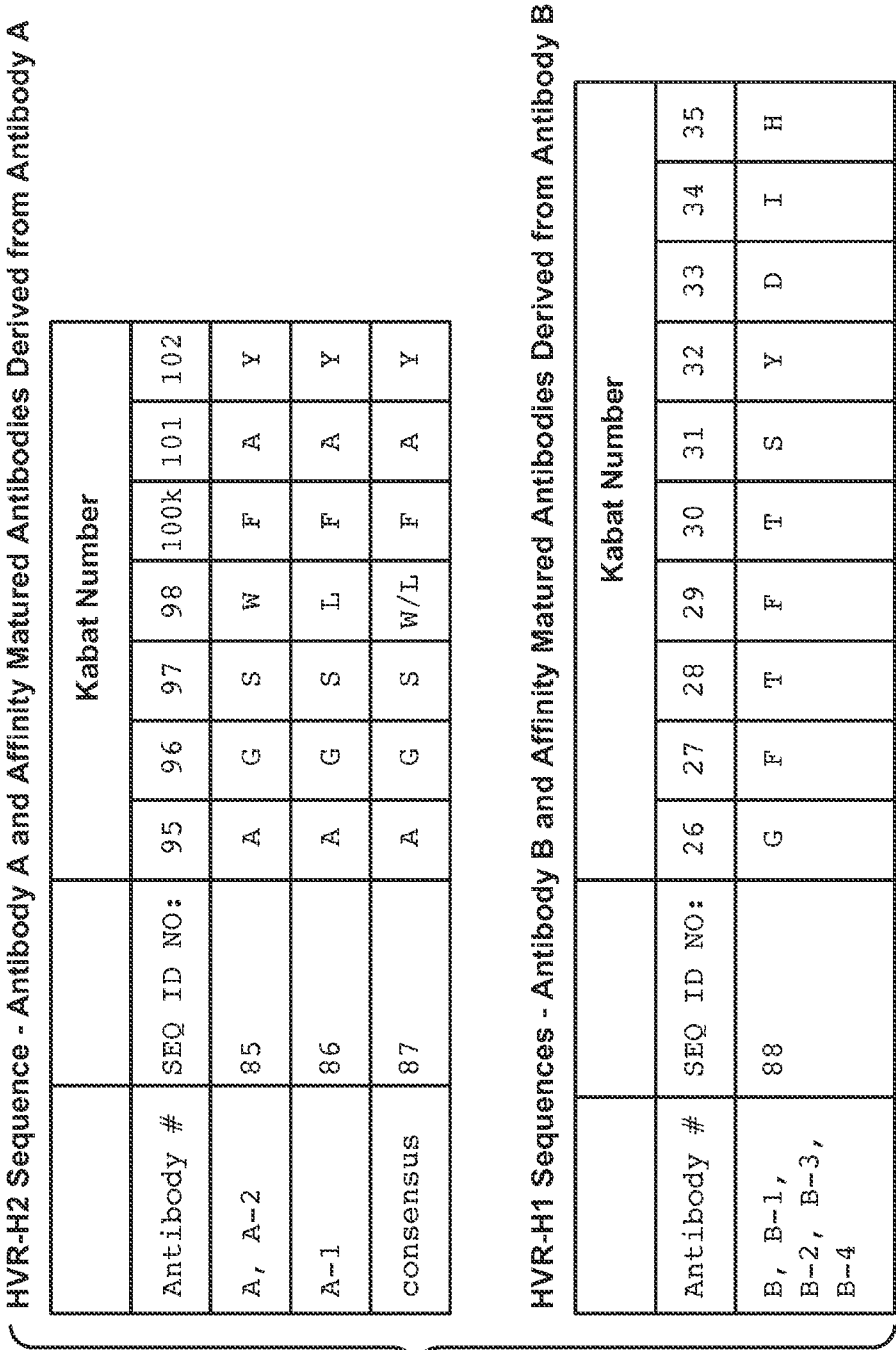 HVR-H2 Sequence - Antibody A and Affinity Matured Antibodies Derived from Antibody A
Kabat Number
Antibody # SEQ ID NO: 95 96 97 98 100k 101 102
A, A-2 85 A G S W F A Y
A-1 86 A G S L F A Y
consensus 87 A G S W/L F A Y
HVR-H1 Sequences - Antibody B and Affinity Matured Antibodies Derived from Antibody B
Kabat Number
Antibody # SEQ ID NO: 26 27 28 29 30 31 32 33 34 35
B, B-1, 88 G F T F T S Y D I H
B-2, B-3,
B-4